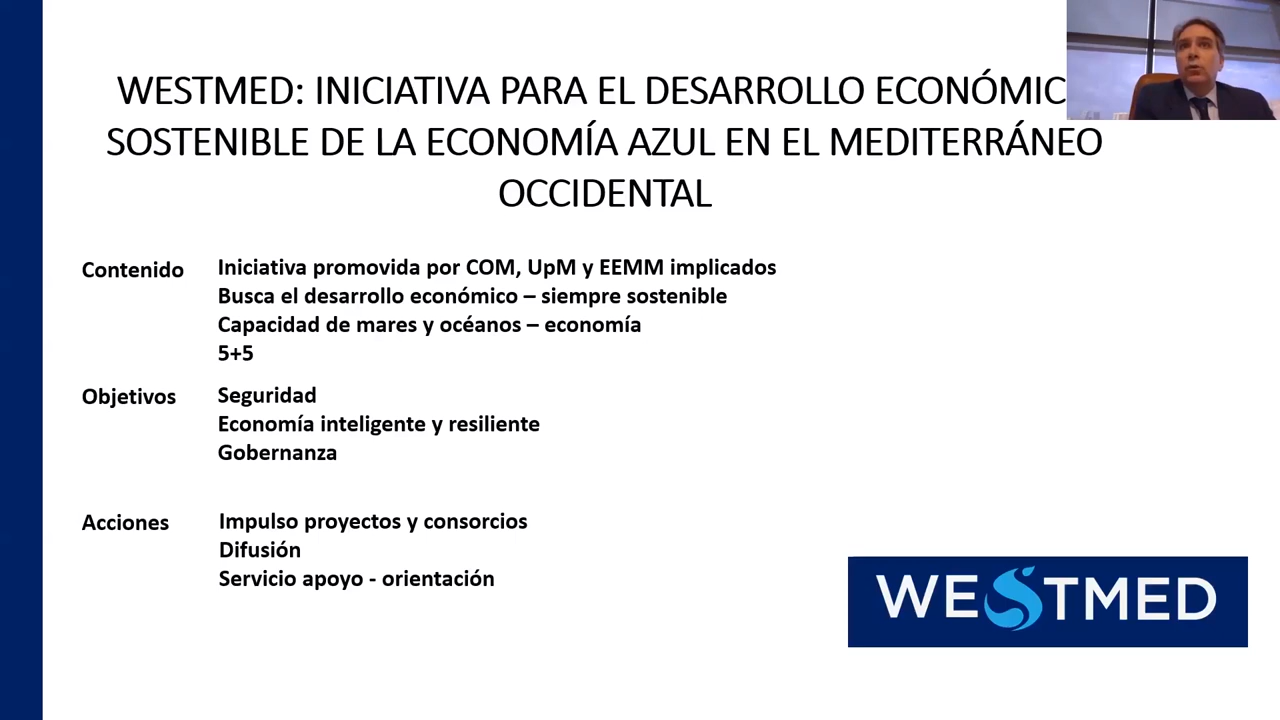 WESTMED: INICIATIVA PARA EL DESARROLLO ECONÓMIC
SOSTENIBLE DE LA ECONOMÍA AZUL EN EL MEDITERRÁNEO
OCCIDENTAL
Contenido
Iniciativa promovida por COM, UpM y EEMM implicados
Busca el desarrollo económico – siempre sostenible
Capacidad de mares y océanos – economía
5+5
Objetivos
Seguridad
Economía inteligente y resiliente
Gobernanza
Acciones
Impulso proyectos y consorcios
Difusión
Servicio apoyo - orientación
WESTMED